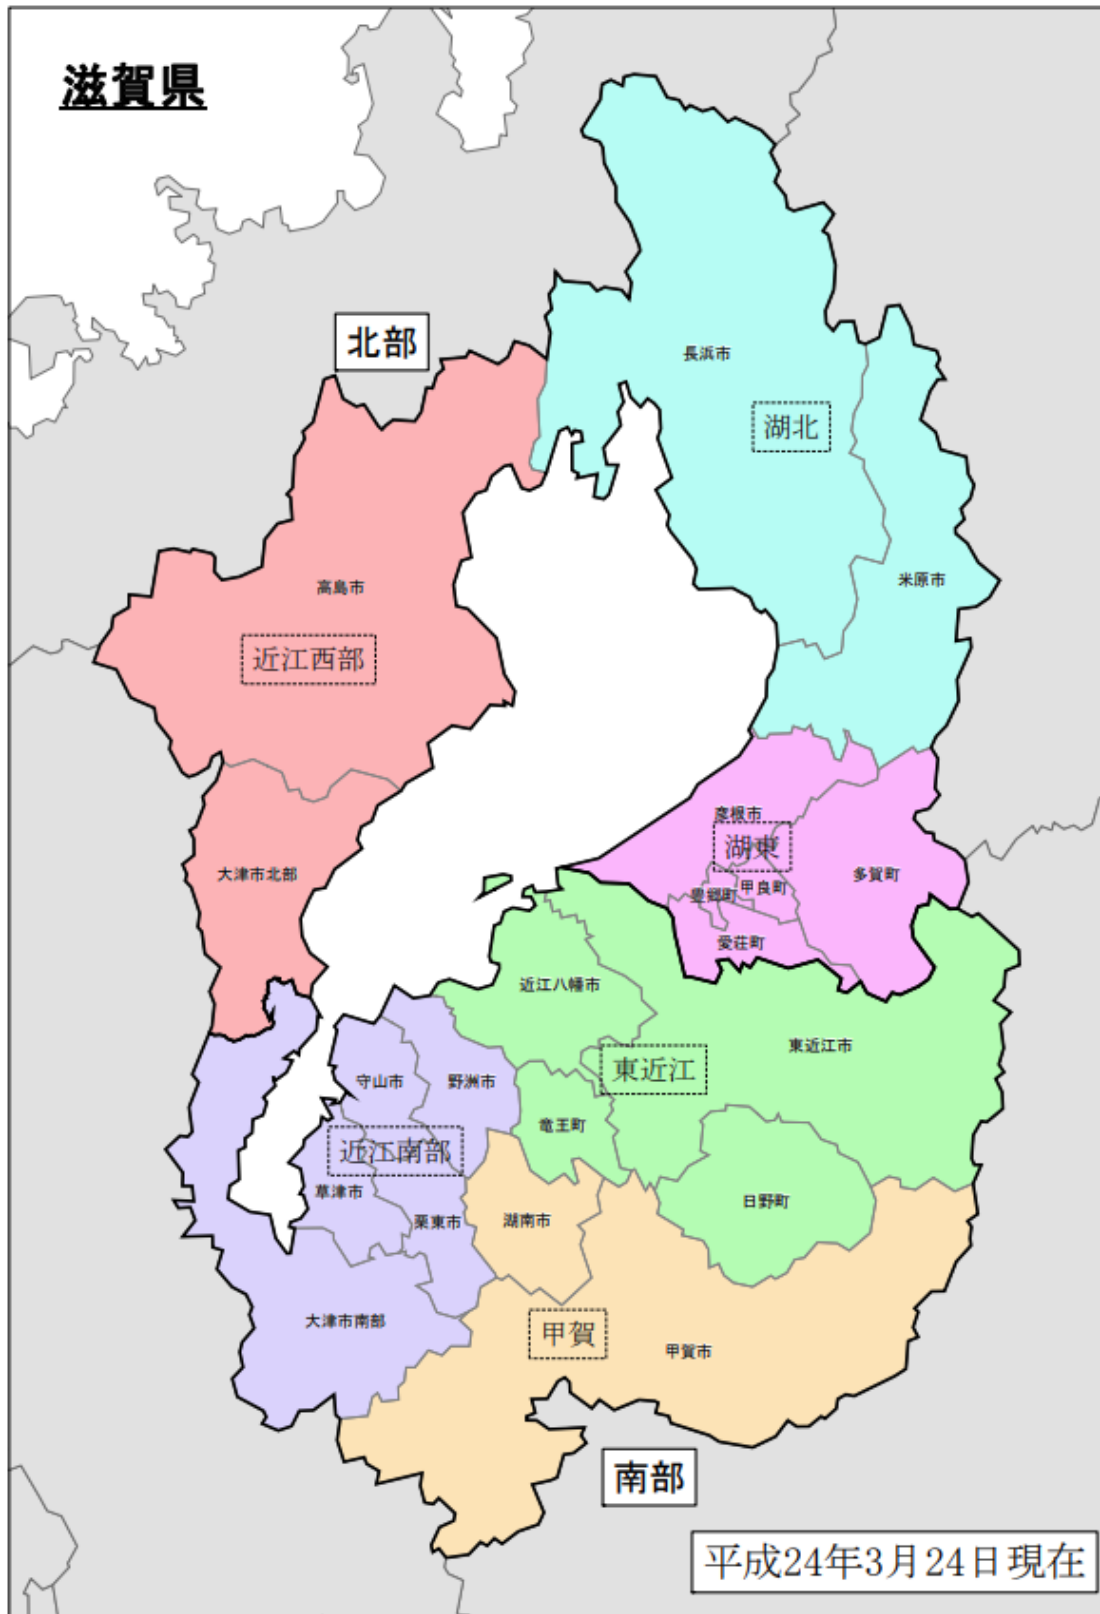 滋賀県
北部
長浜市
湖北
高島市
米原市
近江西部
彦根市
湖東
大津市北部
多賀町
甲良町
豊郷町
愛荘町
近江八幡市
東近江市
東近江
守山市
野洲市
竜王町
近江南部
草津市
栗東市
湖南市
日野町
大津市南部
甲賀
甲賀市
南部
平成24年3月24日現在